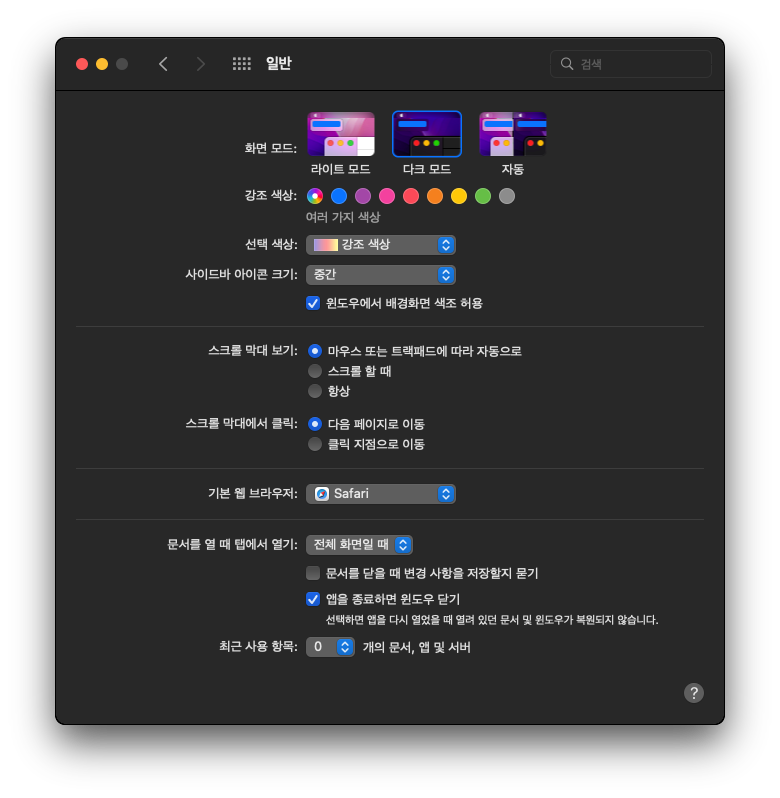 일반
검색
화면 모드:
라이트 모드
다크 모드
자동
강조 색상:
여러 가지 색상
선택 색상: 강조 색상
사이드바 아이콘 크기: 중간
윈도우에서 배경화면 색조 허용
스크롤 막대 보기: 마우스 또는 트랙패드에 따라 자동으로
스크롤 할 때
항상
스크롤 막대에서 클릭: 다음 페이지로 이동
클릭 지점으로 이동
기본 웹 브라우저: Safari
문서를 열 때 탭에서 열기: 전체 화면일 때
문서를 닫을 때 변경 사항을 저장할지 묻기
앱을 종료하면 윈도우 닫기
선택하면 앱을 다시 열었을 때 열려 있던 문서 및 윈도우가 복원되지 않습니다.
최근 사용 항목: 0 개의 문서, 앱 및 서버
?